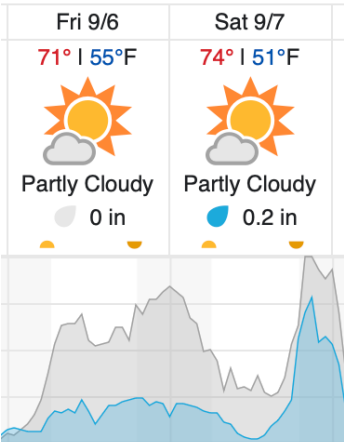 Fri 9/6 Sat 9/7
71° | 55°F 74° | 51°F
Partly Cloudy Partly Cloudy
0 in 0.2 in